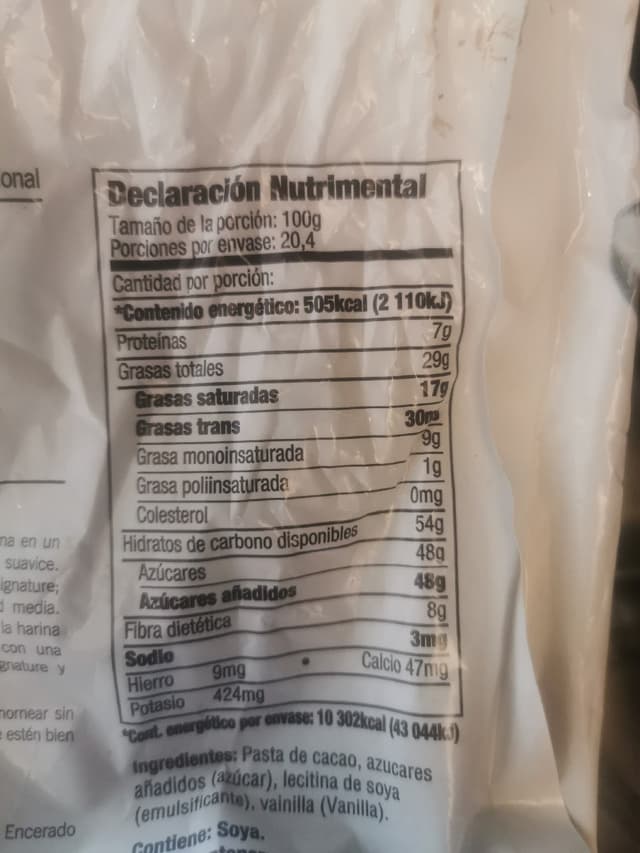 onal
Declaración Nutrimental
Tamaño de la porción: 100g
Porciones por envase: 20,4
Cantidad por porción:
*Contenido energético: 505kcal (2 110kJ)
Proteínas 7g
Grasas totales 29g
Grasas saturadas 17g
Grasas trans 30m
Grasa monoinsaturada 9g
Grasa poliinsaturada 1g
Colesterol 0mg
Hidratos de carbono disponibles 54g
Azúcares 48g
Azúcares añadidos 48g
Fibra dietética 8g
Sodio 3mg
Hierro 9mg • Calcio 47mg
Potasio 424mg
*Cont. energético por envase: 10 302kcal (43 044kJ)
Ingredientes: Pasta de cacao, azucares
añadidos (azúcar), lecitina de soya
(emulsificante), vainilla (Vanilla).
Contiene: Soya.
na en un
suavice.
ignature;
media.
la harina
con una
gnature y
hornear sin
estén bien
Encerado